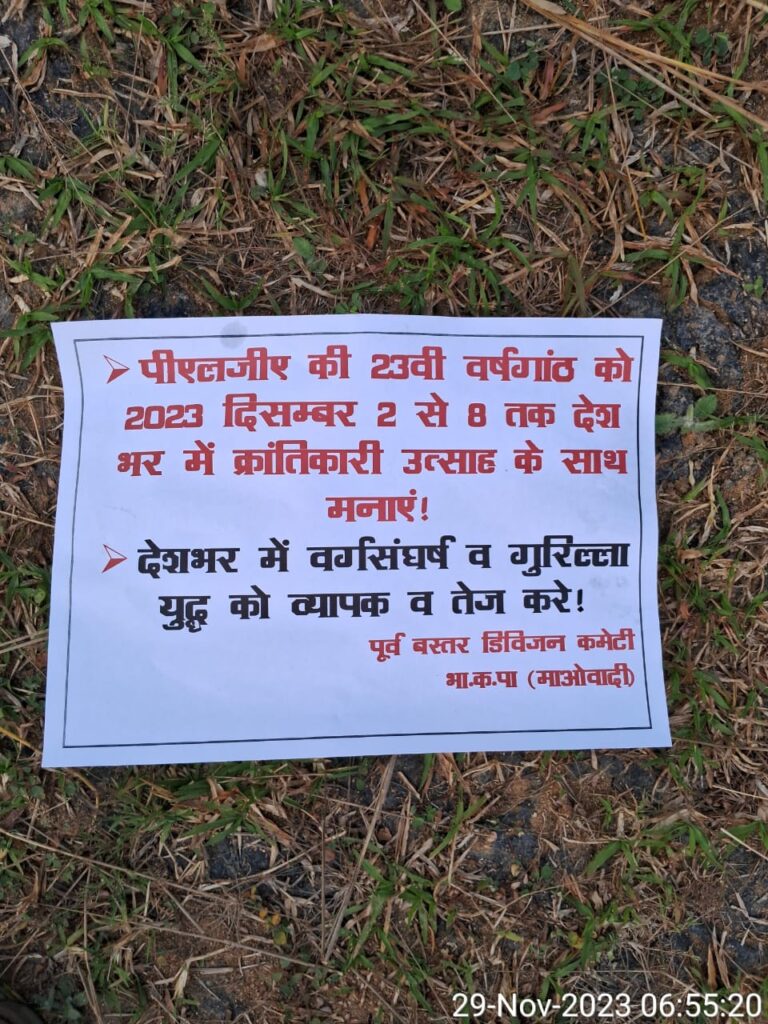 ➢ पीएलजीए की 23वी वर्षगांठ को
2023 दिसम्बर 2 से 8 तक देश
भर में क्रांतिकारी उत्साह के साथ
मनाएं!
➢ देशभर में वर्गसंघर्ष व गुरिल्ला
युद्ध को व्यापक व तेज करे!
पूर्व बस्तर डिविजन कमेटी
भा.क.पा (माओवादी)
29-Nov-2023 06:55:20